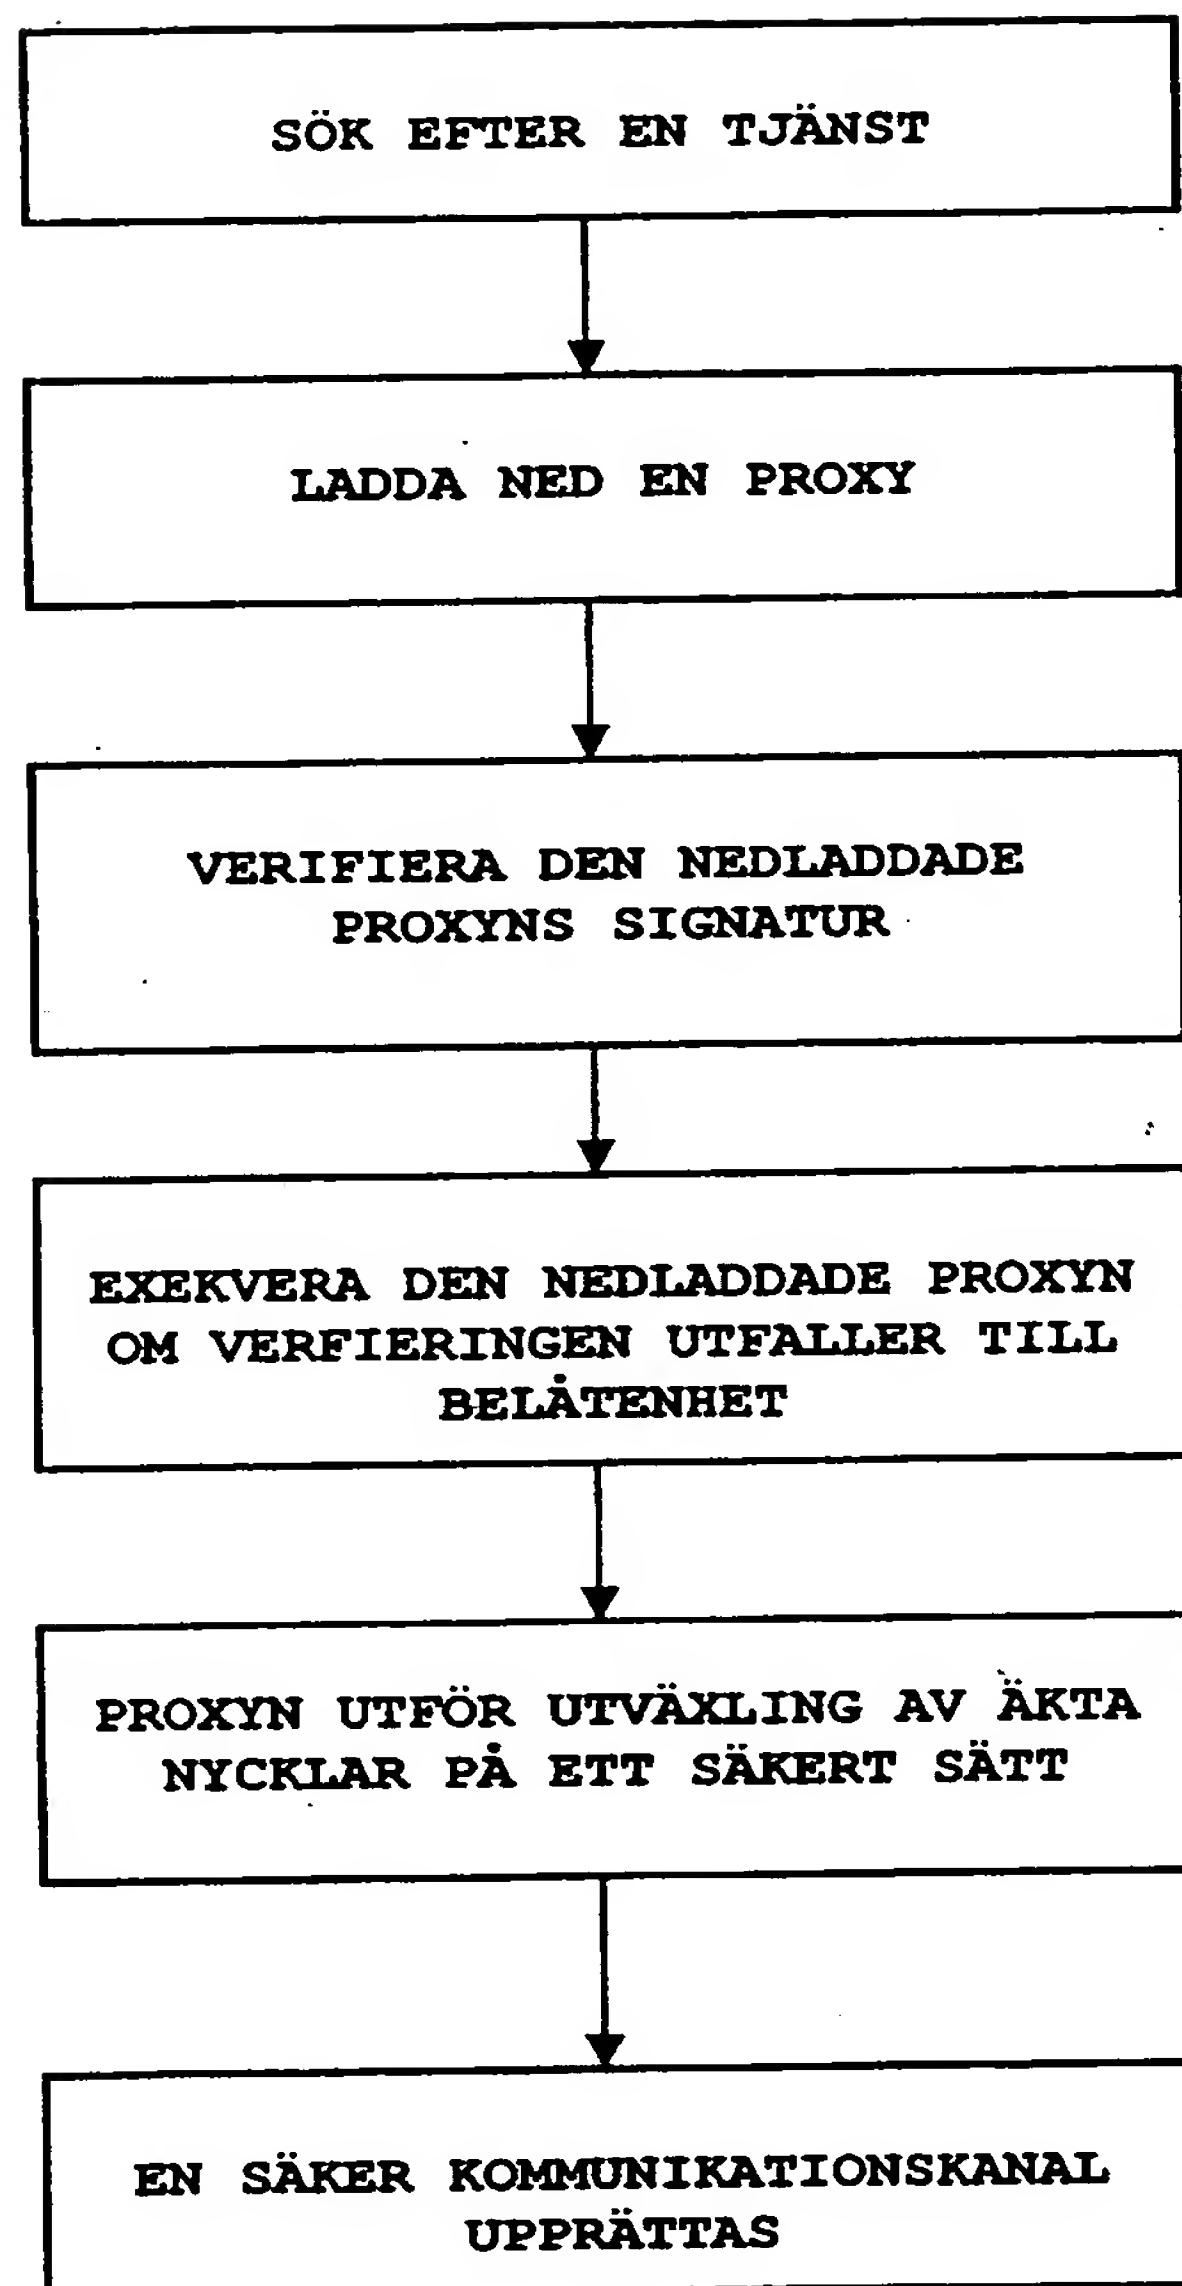 SÖK EFTER EN TJÄNST
LADDA NED EN PROXY
VERIFIERA DEN NEDLADDADE
PROXYNS SIGNATUR
EXEKVERA DEN NEDLADDADE PROXYN
OM VERFIERINGEN UTFALLER TILL
BELÅTENHET
PROXYN UTFÖR UTVÄXLING AV ÄKTA
NYCKLAR PÅ ETT SÄKERT SÄTT
EN SÄKER KOMMUNIKATIONSKANAL
UPPRÄTTAS